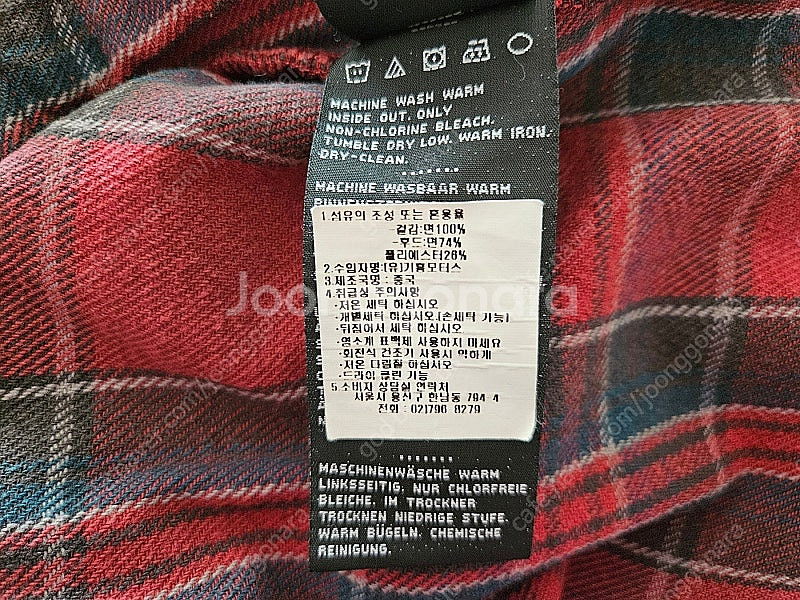 MACHINE WASH WARM
INSIDE OUT. ONLY
NON-CHLORINE BLEACH.
TUMBLE DRY LOW. WARM IRON.
DRY-CLEAN.
MACHINE WASBAAR WARM
1.섬유의 조성 또는 혼용율
-겉감:면100%
-후드:면74%
폴리에스터26%
2.수입자명:(유)기흥모터스
3.제조국명 : 중국
4.취급상 주의사항
·저온 세탁 하십시오
·개별세탁 하십시오.(손세탁 가능)
·뒤집어서 세탁 하십시오
·염소계 표백제 사용하지 마세요
·회전식 건조기 사용시 약하게
·저온 다림질 하십시오
·드라이 클린 가능
5.소비자 상담실 연락처
서울시 용산구 한남동 794-4
전화 : 02)796-8279
Joonggonara
MASCHINENWÄSCHE WARM
LINKSSEITIG. NUR CHLORFREIE
BLEICHE. IM TROCKNER
TROCKNEN NIEDRIGE STUFE.
WARM BÜGELN. CHEMISCHE
REINIGUNG.